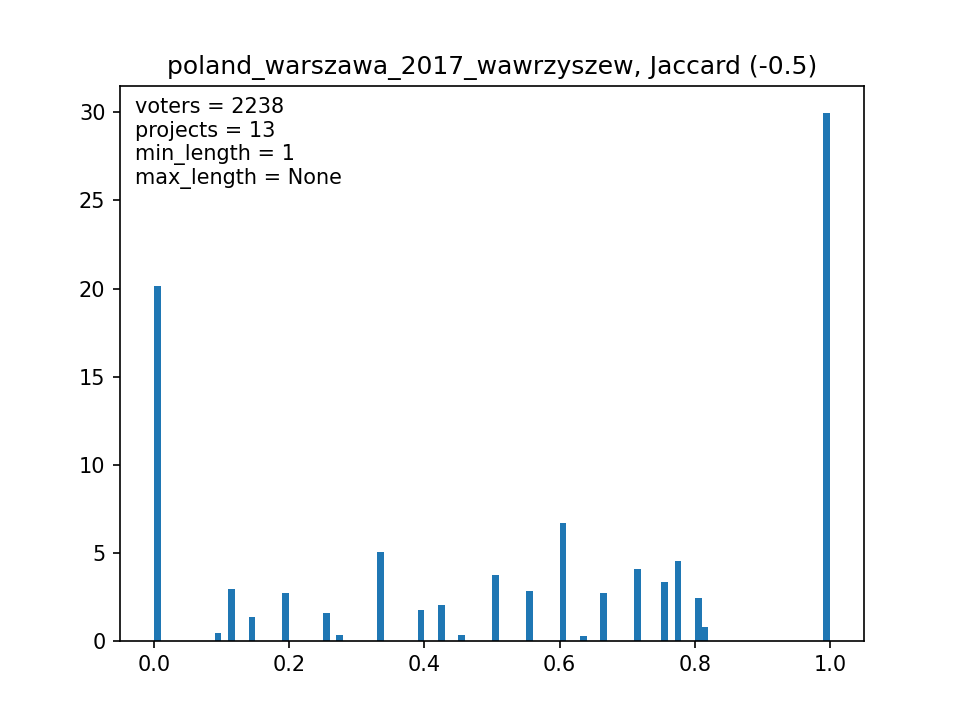 poland_warszawa_2017_wawrzyszew, Jaccard (-0.5)
voters = 2238
projects = 13
min_length = 1
max_length = None
30
25
20
15
10
5
0
0.0 0.2 0.4 0.6 0.8 1.0